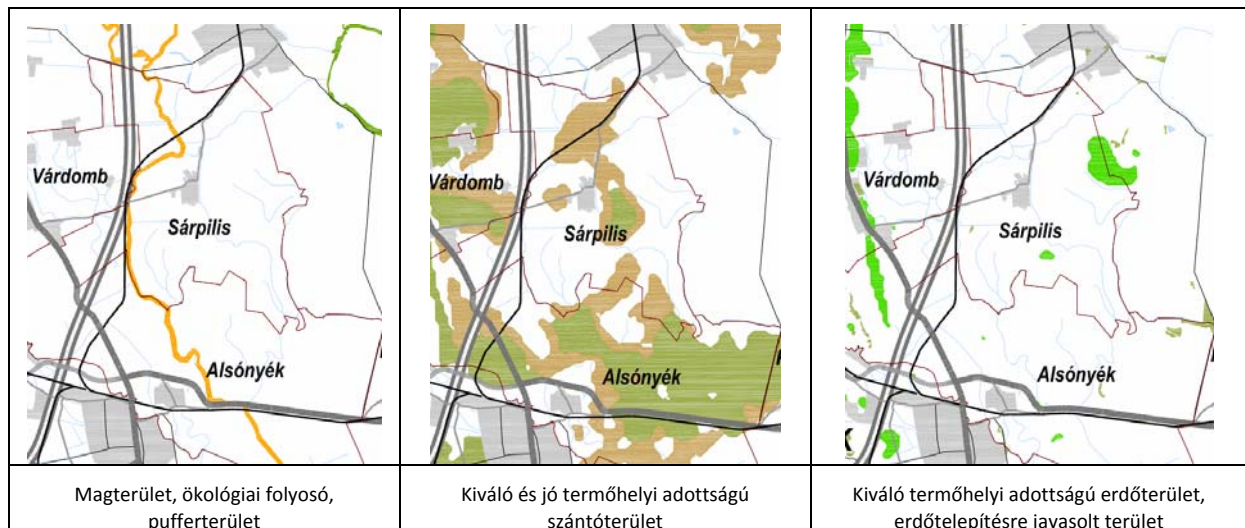 Várdomb
Sárpilis
Alsónyék
Várdomb
Sárpilis
Alsónyék
Várdomb
Sárpilis
Alsónyék
Magterület, ökológiai folyosó,
pufferterület
Kiváló és jó termőhelyi adottságú
szántóterület
Kiváló termőhelyi adottságú erdőterület,
erdőtelepítésre javasolt terület